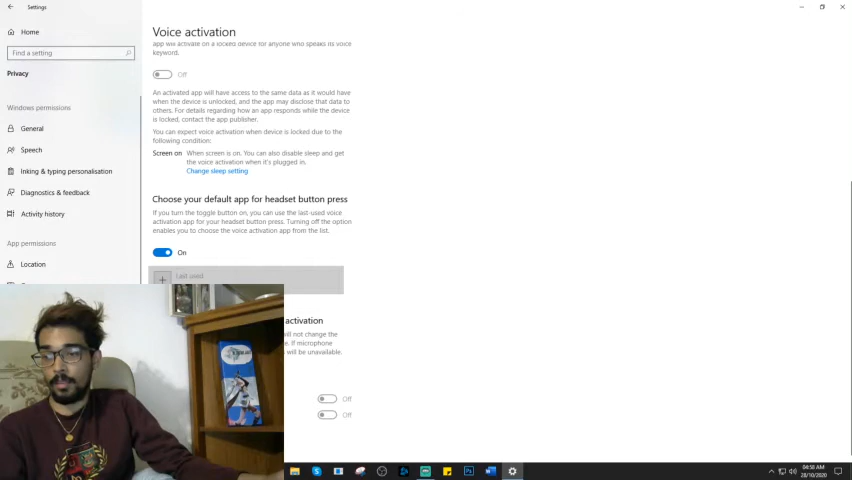 Settings
Home
Find a setting
Privacy
Windows permissions
General
Speech
Inking & typing personalisation
Diagnostics & feedback
Activity history
App permissions
Location
Voice activation
app will activate on a locked device for anyone who speaks its voice
keyword.
Off
An activated app will have access to the same data as it would have
when the device is unlocked, and the app may disclose that data to
others. For details regarding how an app responds while the device
is locked, contact the app publisher.
You can expect voice activation when device is locked due to the
following condition:
Screen on When screen is on. You can also disable sleep and get
the voice activation when it's plugged in.
Change sleep setting
Choose your default app for headset button press
If you turn the toggle button on, you can use the last-used voice
activation app for your headset button press. Turning off the option
enables you to choose the voice activation app from the list.
On
Last used
activation
will not change the
e. If microphone
will be unavailable.
Off
Off
04:58 AM
28/10/2020